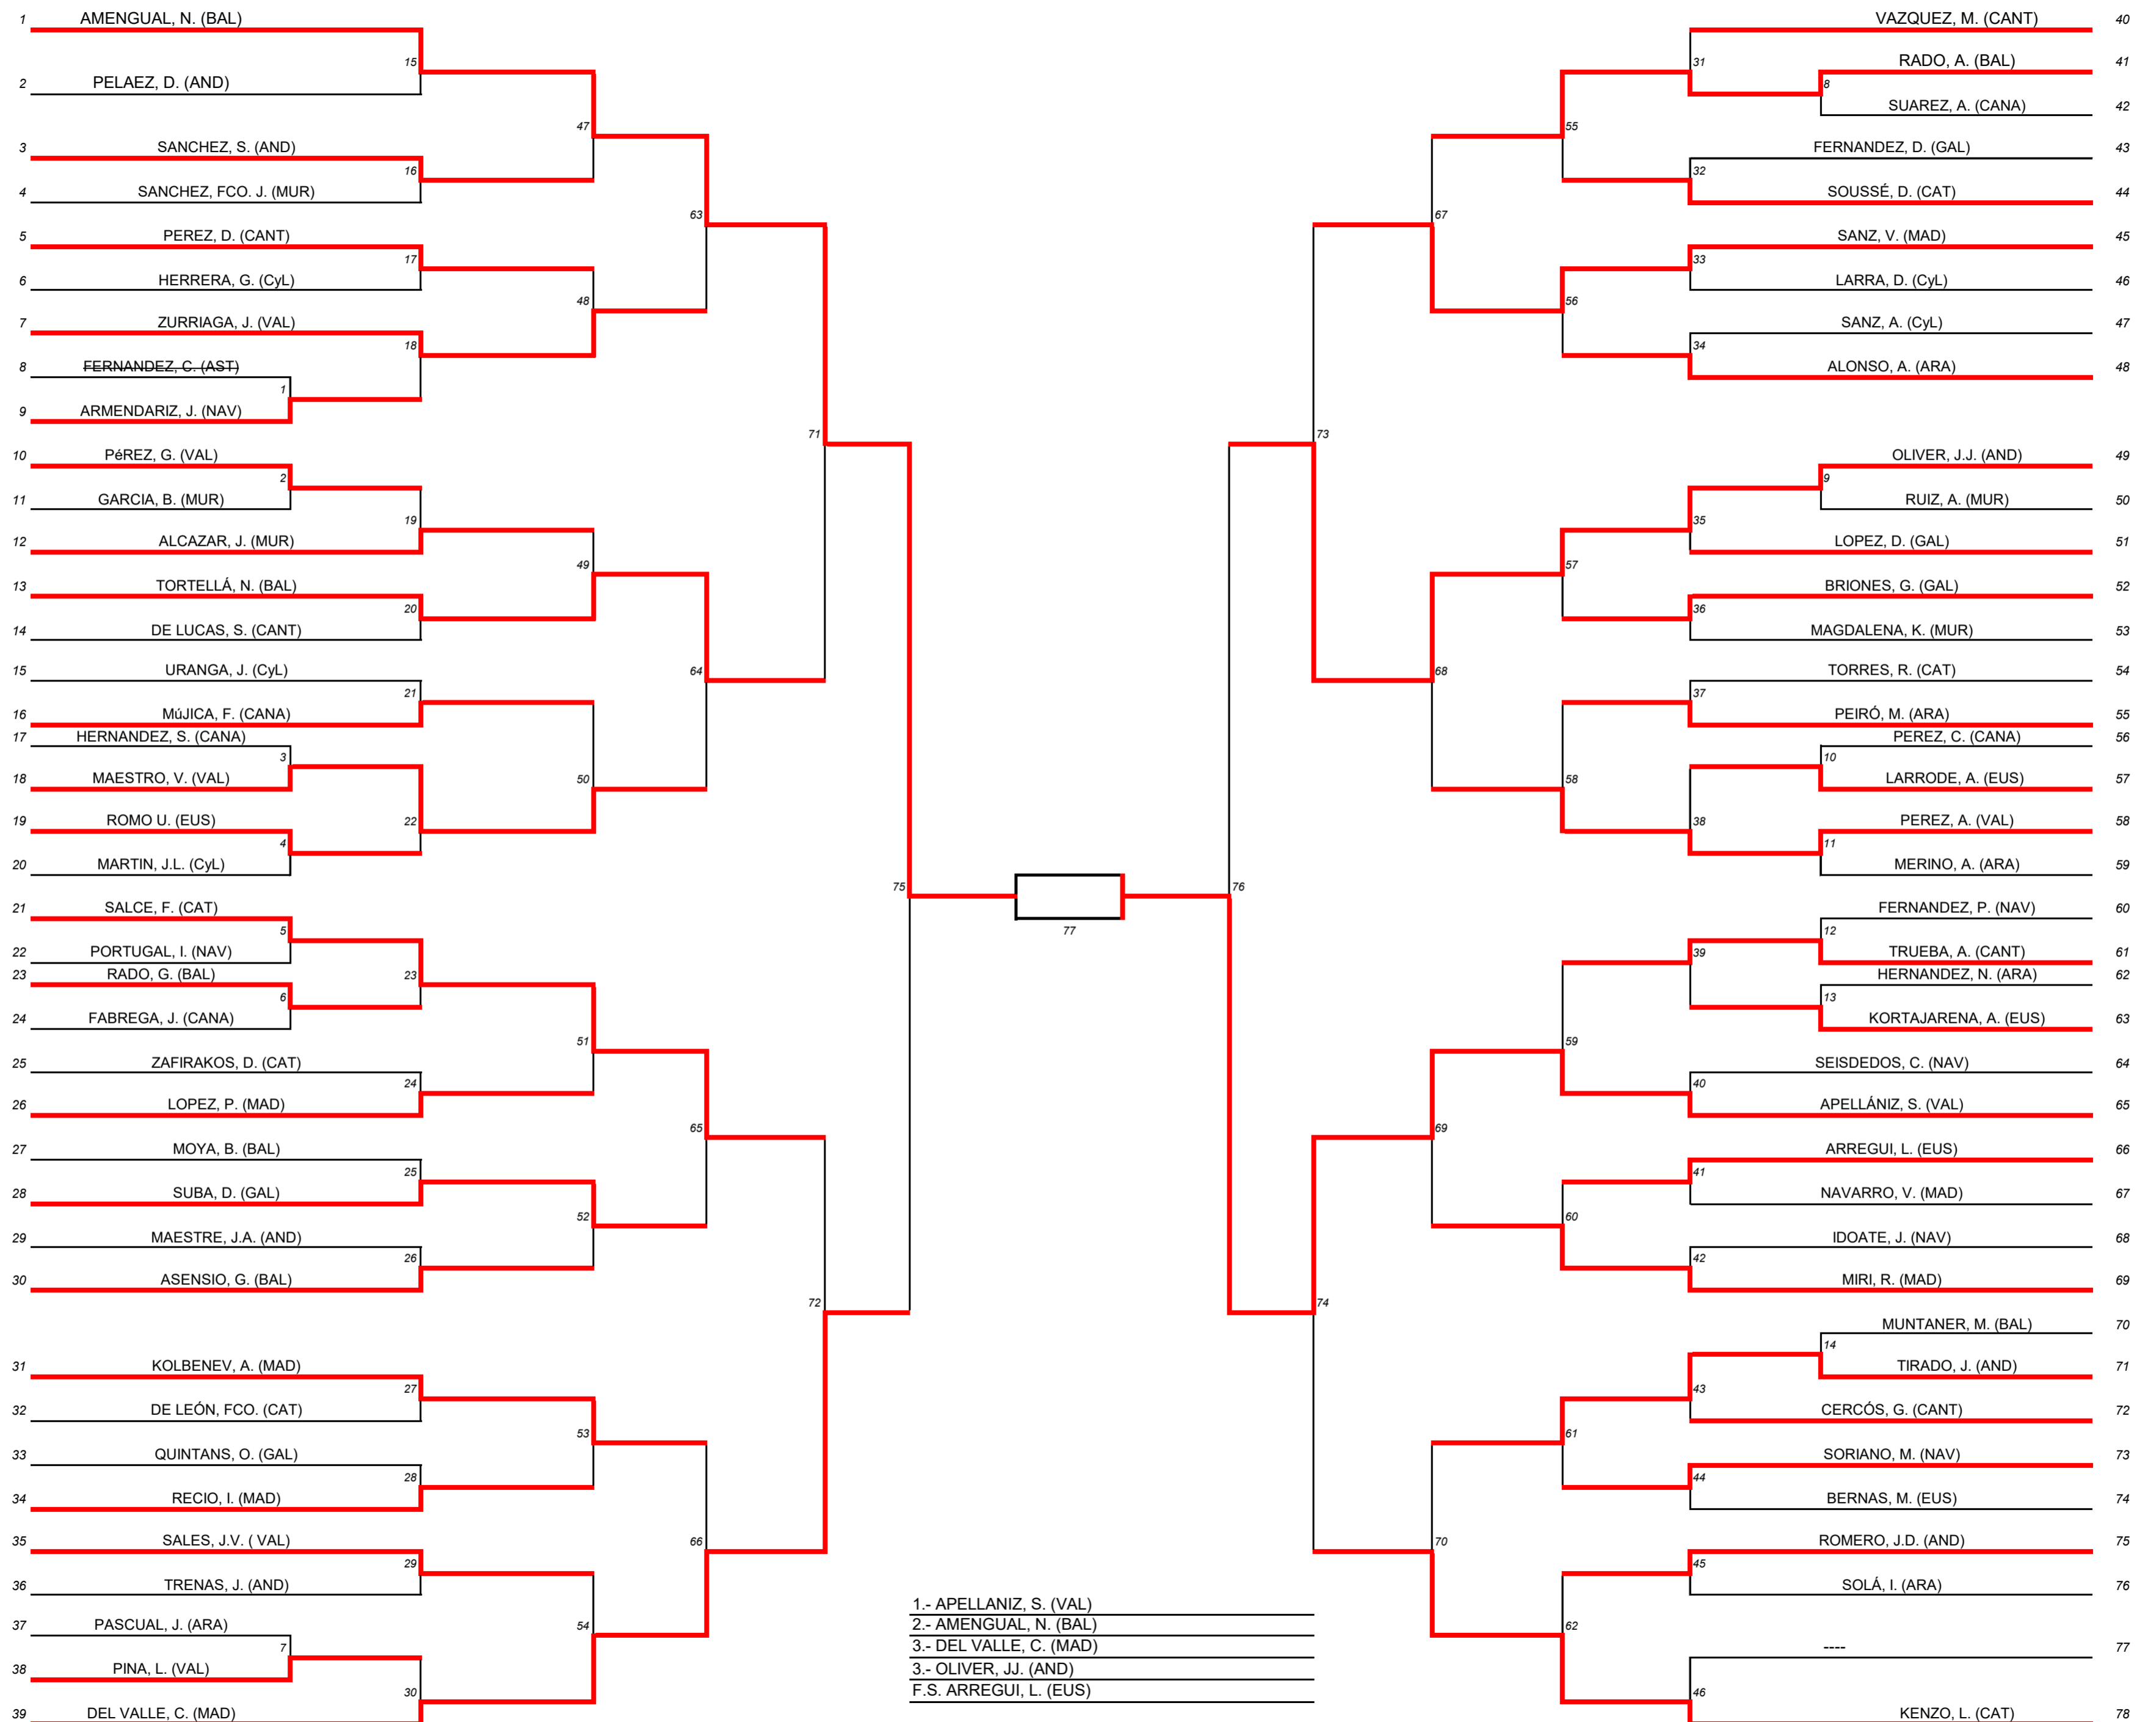 1 AMENGUAL, N. (BAL)
15
2 PELAEZ, D. (AND)
47
3 SANCHEZ, S. (AND)
16
4 SANCHEZ, FCO. J. (MUR)
63
5 PEREZ, D. (CANT)
17
6 HERRERA, G. (CyL)
48
7 ZURRIAGA, J. (VAL)
18
8 FERNANDEZ, C. (AST)
1
9 ARMENDARIZ, J. (NAV)
71
10 PéREZ, G. (VAL)
2
11 GARCIA, B. (MUR)
19
12 ALCAZAR, J. (MUR)
49
13 TORTELLÁ, N. (BAL)
20
14 DE LUCAS, S. (CANT)
64
15 URANGA, J. (CyL)
21
16 MúJICA, F. (CANA)
17 HERNANDEZ, S. (CANA)
3
18 MAESTRO, V. (VAL)
50
19 ROMO U. (EUS)
22
4
20 MARTIN, J.L. (CyL)
75
21 SALCE, F. (CAT)
5
22 PORTUGAL, I. (NAV)
23 RADO, G. (BAL)
23
6
24 FABREGA, J. (CANA)
51
25 ZAFIRAKOS, D. (CAT)
24
26 LOPEZ, P. (MAD)
65
27 MOYA, B. (BAL)
25
28 SUBA, D. (GAL)
52
29 MAESTRE, J.A. (AND)
26
30 ASENSIO, G. (BAL)
72
31 KOLBENEV, A. (MAD)
27
32 DE LEÓN, FCO. (CAT)
53
33 QUINTANS, O. (GAL)
28
34 RECIO, I. (MAD)
66
35 SALES, J.V. ( VAL)
29
36 TRENAS, J. (AND)
54
37 PASCUAL, J. (ARA)
7
38 PINA, L. (VAL)
30
39 DEL VALLE, C. (MAD)
77
1.- APELLANIZ, S. (VAL)
2.- AMENGUAL, N. (BAL)
3.- DEL VALLE, C. (MAD)
3.- OLIVER, JJ. (AND)
F.S. ARREGUI, L. (EUS)
VAZQUEZ, M. (CANT) 40
31
RADO, A. (BAL) 41
8
SUAREZ, A. (CANA) 42
55
FERNANDEZ, D. (GAL) 43
32
SOUSSÉ, D. (CAT) 44
67
SANZ, V. (MAD) 45
33
LARRA, D. (CyL) 46
56
SANZ, A. (CyL) 47
34
ALONSO, A. (ARA) 48
73
OLIVER, J.J. (AND) 49
9
RUIZ, A. (MUR) 50
35
LOPEZ, D. (GAL) 51
57
BRIONES, G. (GAL) 52
36
MAGDALENA, K. (MUR) 53
68
TORRES, R. (CAT) 54
37
PEIRÓ, M. (ARA) 55
PEREZ, C. (CANA) 56
10
LARRODE, A. (EUS) 57
58
PEREZ, A. (VAL) 58
38
11
MERINO, A. (ARA) 59
76
FERNANDEZ, P. (NAV) 60
12
TRUEBA, A. (CANT) 61
39
HERNANDEZ, N. (ARA) 62
13
KORTAJARENA, A. (EUS) 63
59
SEISDEDOS, C. (NAV) 64
40
APELLÁNIZ, S. (VAL) 65
69
ARREGUI, L. (EUS) 66
41
NAVARRO, V. (MAD) 67
60
IDOATE, J. (NAV) 68
42
MIRI, R. (MAD) 69
74
MUNTANER, M. (BAL) 70
14
TIRADO, J. (AND) 71
43
CERCÓS, G. (CANT) 72
61
SORIANO, M. (NAV) 73
44
BERNAS, M. (EUS) 74
70
ROMERO, J.D. (AND) 75
45
SOLÁ, I. (ARA) 76
62
---- 77
46
KENZO, L. (CAT) 78